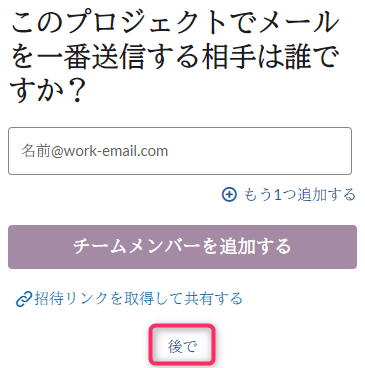 このプロジェクトでメール
を一番送信する相手は誰で
すか？
名前@work-email.com
もう1つ追加する
チームメンバーを追加する
招待リンクを取得して共有する
後で